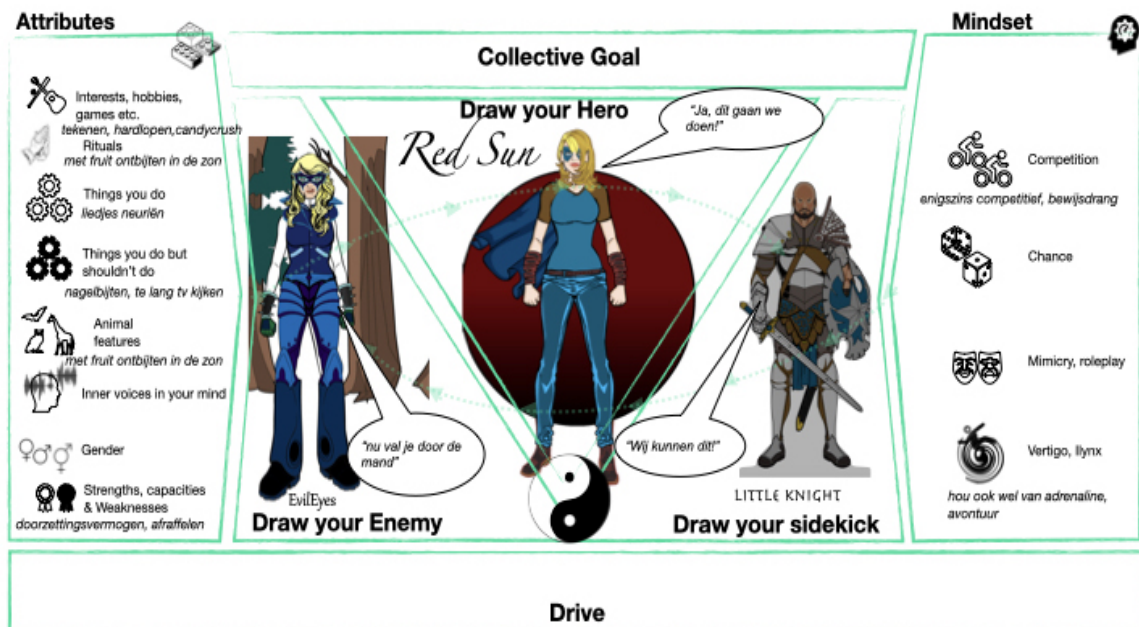 Attributes
Interests, hobbies,
games etc.
tekenen, hardlopen,candycrush
Rituals
met fruit ontbijten in de zon
Things you do
liedjes neuriën
Things you do but
shouldn't do
nagelbijten, te lang tv kijken
Animal
features
met fruit ontbijten in de zon
Inner voices in your mind
Gender
Strengths, capacities
& Weaknesses
doorzettingsvermogen, afraffelen
Collective Goal
Draw your Hero
Red Sun
"Ja, dit gaan we
doen!"
"nu val je door de
mand"
"Wij kunnen dit!"
EvilEyes
Draw your Enemy
LITTLE KNIGHT
Draw your sidekick
Mindset
Competition
enigszins competitief, bewijsdrang
Chance
Mimicry, roleplay
Vertigo, Ilynx
hou ook wel van adrenaline,
avontuur
Drive